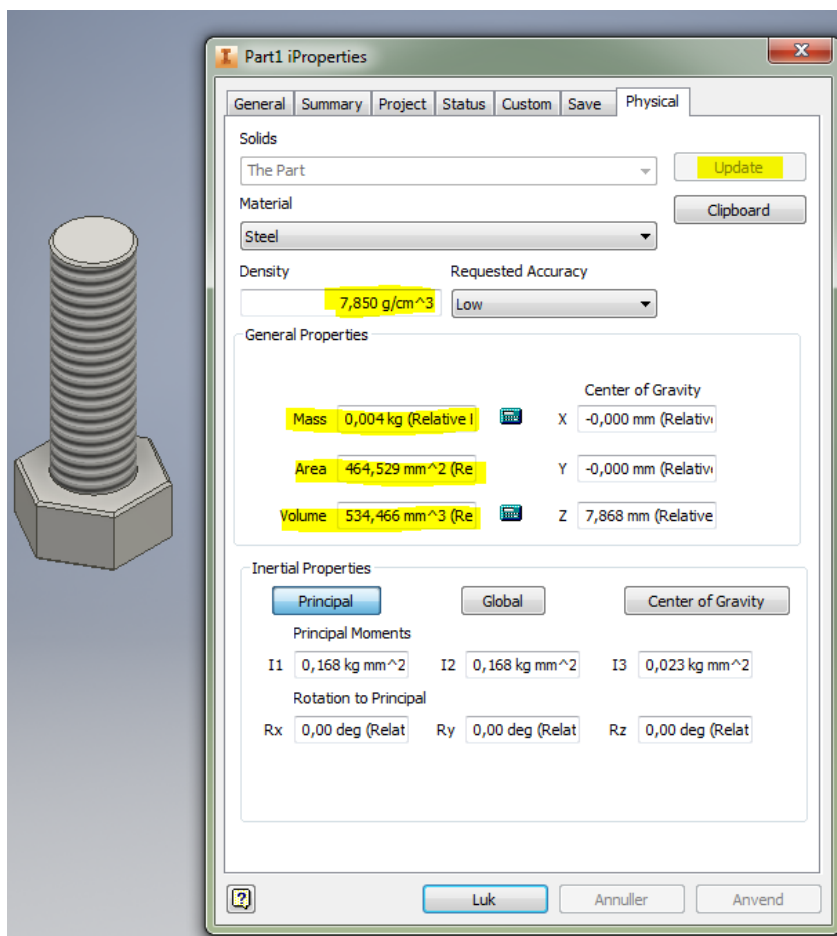 Part1 iProperties
General Summary Project Status Custom Save Physical
Solids
The Part
Update
Material
Clipboard
Steel
Density Requested Accuracy
7,850 g/cm^3 Low
General Properties
Center of Gravity
Mass 0,004 kg (Relative X -0,000 mm (Relativ
Area 464,529 mm^2 (Re Y -0,000 mm (Relativ
Volume 534,466 mm^3 (Re Z 7,868 mm (Relative
Inertial Properties
Principal Global Center of Gravity
Principal Moments
I1 0,168 kg mm^2 I2 0,168 kg mm^2 I3 0,023 kg mm^2
Rotation to Principal
Rx 0,00 deg (Relat Ry 0,00 deg (Relat Rz 0,00 deg (Relat
Luk Annuller Anvend